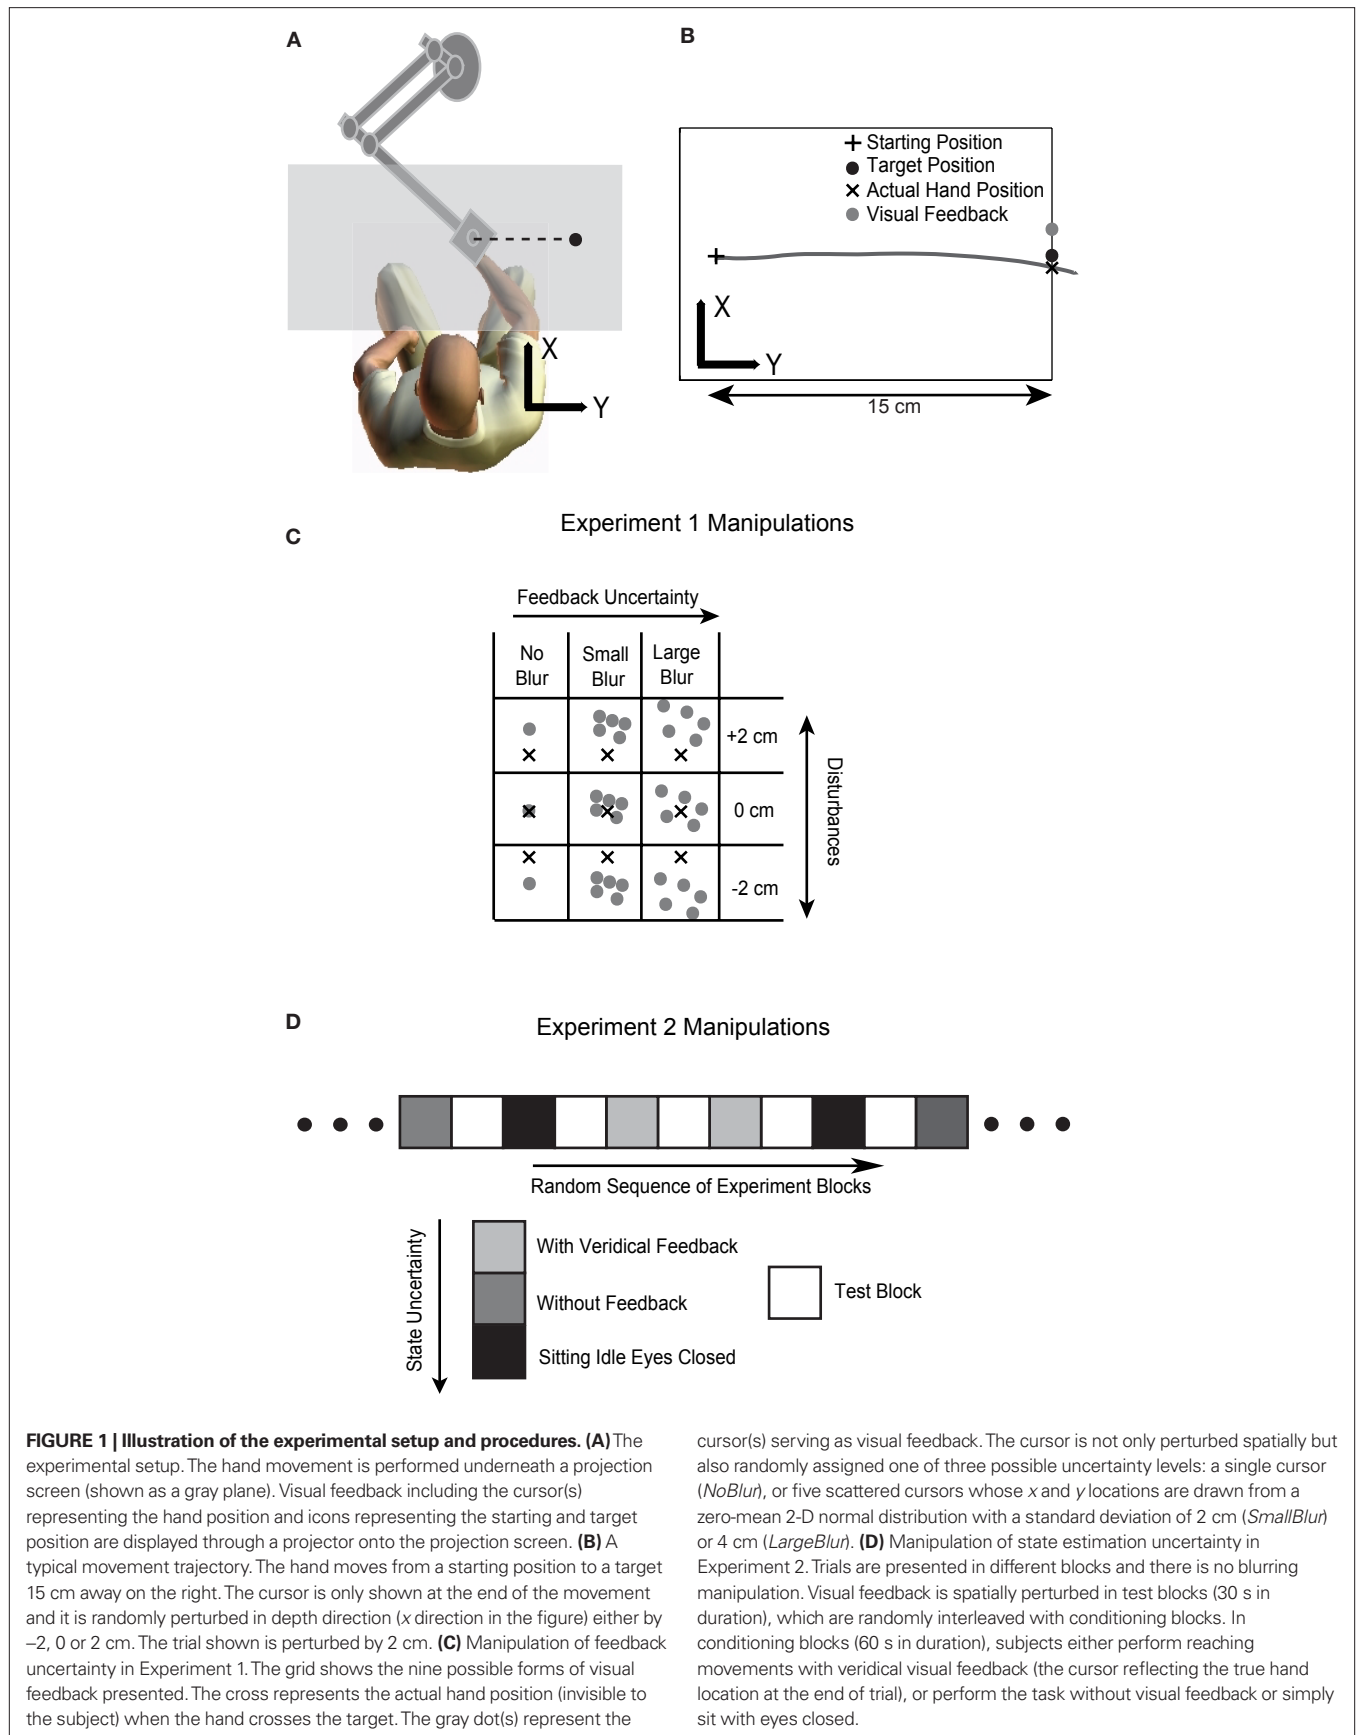 A
X
Y
B
Starting Position
Target Position
Actual Hand Position
Visual Feedback
X
Y
15 cm
C
Experiment 1 Manipulations
Feedback Uncertainty
No
Blur
Small
Blur
Large
Blur
+2 cm
0 cm
-2 cm
Disturbances
D
Experiment 2 Manipulations
Random Sequence of Experiment Blocks
State Uncertainty
With Veridical Feedback
Without Feedback
Sitting Idle Eyes Closed
Test Block
FIGURE 1 | Illustration of the experimental setup and procedures. (A) The
experimental setup. The hand movement is performed underneath a projection
screen (shown as a gray plane). Visual feedback including the cursor(s)
representing the hand position and icons representing the starting and target
position are displayed through a projector onto the projection screen. (B) A
typical movement trajectory. The hand moves from a starting position to a target
15 cm away on the right. The cursor is only shown at the end of the movement
and it is randomly perturbed in depth direction (x direction in the figure) either by
–2, 0 or 2 cm. The trial shown is perturbed by 2 cm. (C) Manipulation of feedback
uncertainty in Experiment 1. The grid shows the nine possible forms of visual
feedback presented. The cross represents the actual hand position (invisible to
the subject) when the hand crosses the target. The gray dot(s) represent the
cursor(s) serving as visual feedback. The cursor is not only perturbed spatially but
also randomly assigned one of three possible uncertainty levels: a single cursor
(NoBlur), or five scattered cursors whose x and y locations are drawn from a
zero-mean 2-D normal distribution with a standard deviation of 2 cm (SmallBlur)
or 4 cm (LargeBlur). (D) Manipulation of state estimation uncertainty in
Experiment 2. Trials are presented in different blocks and there is no blurring
manipulation. Visual feedback is spatially perturbed in test blocks (30 s in
duration), which are randomly interleaved with conditioning blocks. In
conditioning blocks (60 s in duration), subjects either perform reaching
movements with veridical visual feedback (the cursor reflecting the true hand
location at the end of trial), or perform the task without visual feedback or simply
sit with eyes closed.